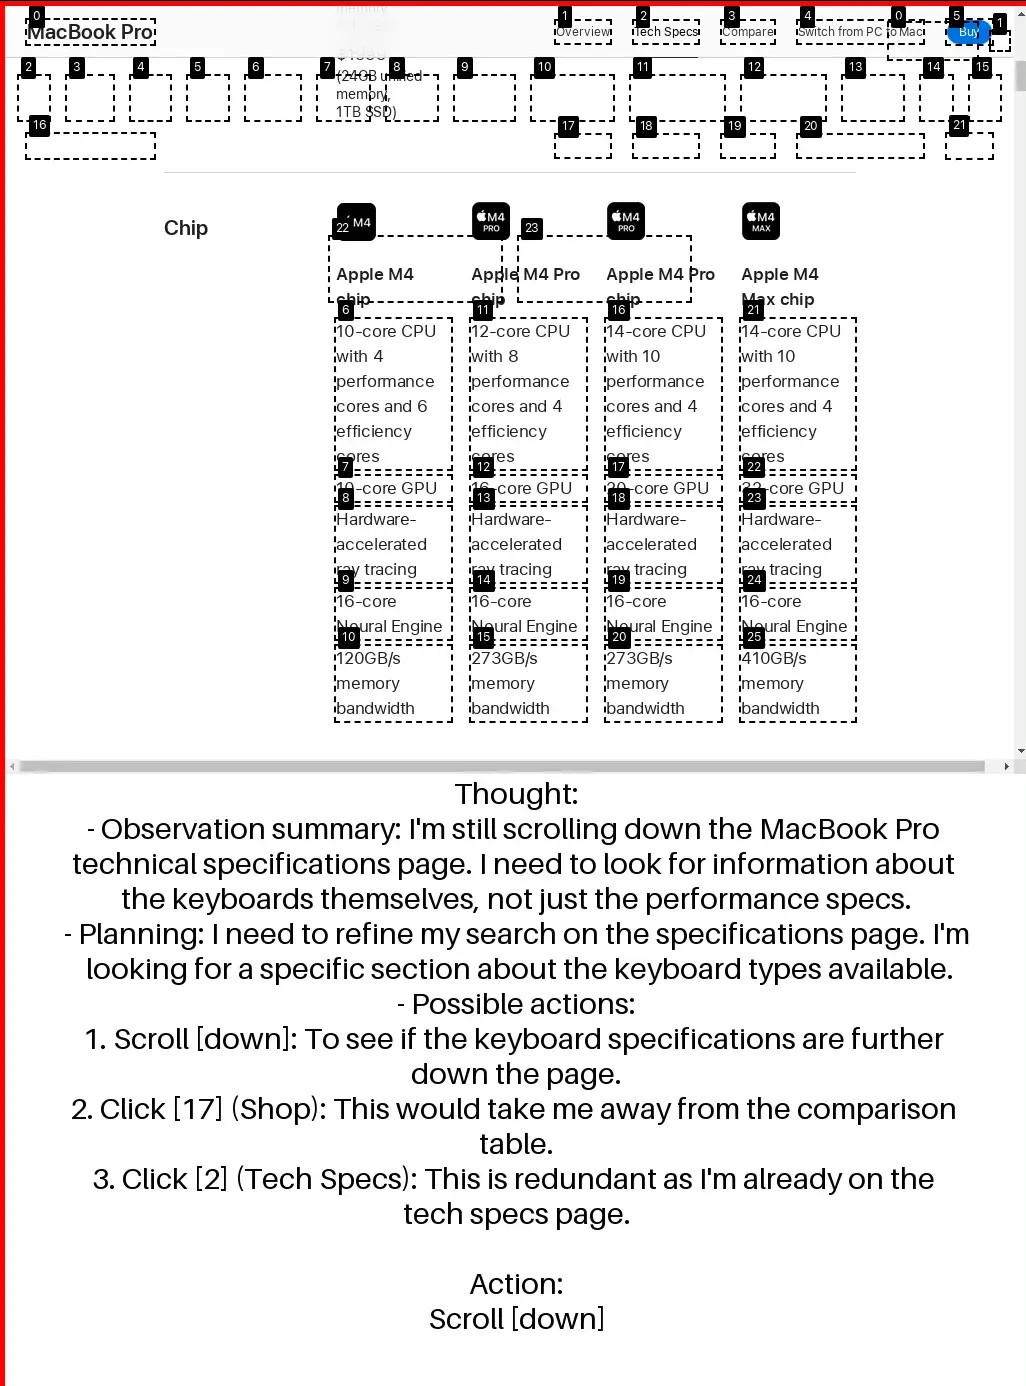 0 1 2 3 4 0 5 1
MacBook Pro Overview Tech Specs Compare Switch from PC to Mac Buy
2 3 4 5 6 7 8 9 10 11 12 13 14 15
(24GB unified
memory,
1TB SSD)
16 17 18 19 20 21
Chip
M4 M4 PRO M4 PRO M4 MAX
22 23
Apple M4
chip
Apple M4 Pro
chip
Apple M4 Pro
chip
Apple M4
Max chip
6 11 16 21
10-core CPU
with 4
performance
cores and 6
efficiency
cores
12-core CPU
with 8
performance
cores and 4
efficiency
cores
14-core CPU
with 10
performance
cores and 4
efficiency
cores
14-core CPU
with 10
performance
cores and 4
efficiency
cores
7 12 17 22
10-core GPU 16-core GPU 20-core GPU 32-core GPU
8 13 18 23
Hardware-
accelerated
ray tracing
Hardware-
accelerated
ray tracing
Hardware-
accelerated
ray tracing
Hardware-
accelerated
ray tracing
9 14 19 24
16-core
Neural Engine
16-core
Neural Engine
16-core
Neural Engine
16-core
Neural Engine
10 15 20 25
120GB/s
memory
bandwidth
273GB/s
memory
bandwidth
273GB/s
memory
bandwidth
410GB/s
memory
bandwidth
Thought:
- Observation summary: I'm still scrolling down the MacBook Pro
technical specifications page. I need to look for information about
the keyboards themselves, not just the performance specs.
- Planning: I need to refine my search on the specifications page. I'm
looking for a specific section about the keyboard types available.
- Possible actions:
1. Scroll [down]: To see if the keyboard specifications are further
down the page.
2. Click [17] (Shop): This would take me away from the comparison
table.
3. Click [2] (Tech Specs): This is redundant as I'm already on the
tech specs page.
Action:
Scroll [down]